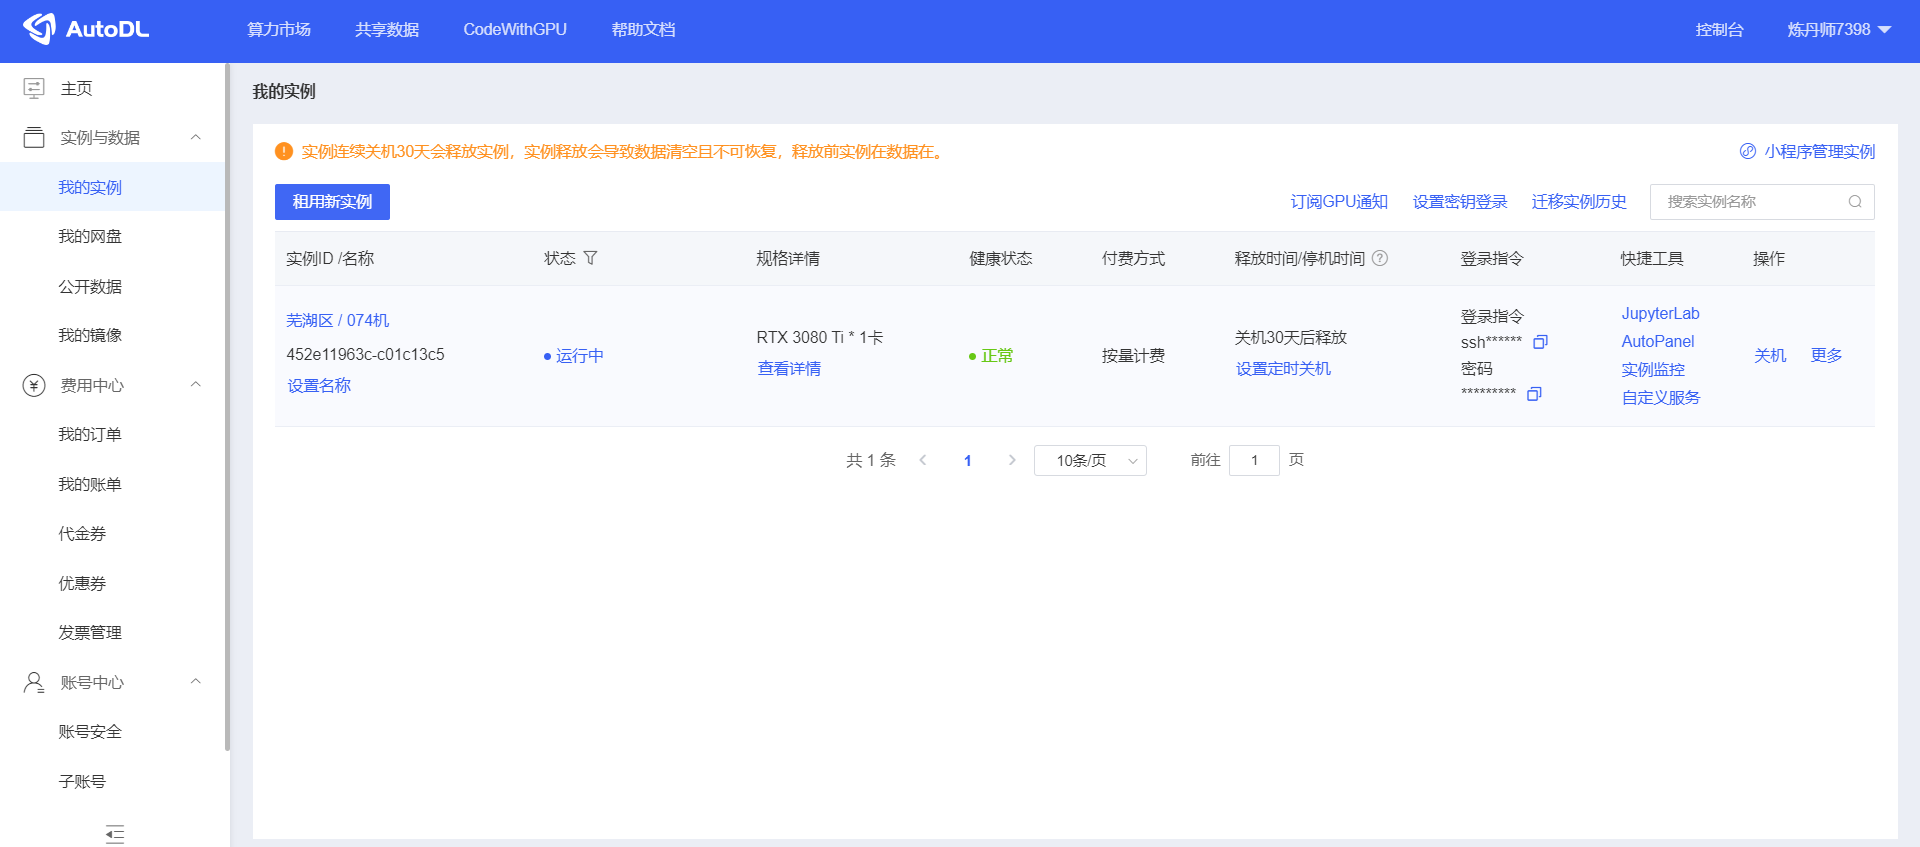 AutoDL
算力市场
共享数据
CodeWithGPU
帮助文档
控制台
炼丹师7398
主页
实例与数据
我的实例
我的网盘
公开数据
我的镜像
费用中心
我的订单
我的账单
代金券
优惠券
发票管理
账号中心
账号安全
子账号
我的实例
实例连续关机30天会释放实例，实例释放会导致数据清空且不可恢复，释放前实例在数据在。
小程序管理实例
租用新实例
订阅GPU通知
设置密钥登录
迁移实例历史
搜索实例名称
实例ID /名称
状态
规格详情
健康状态
付费方式
释放时间/停机时间
登录指令
快捷工具
操作
芜湖区 / 074机
452e11963c-c01c13c5
设置名称
运行中
RTX 3080 Ti * 1卡
查看详情
正常
按量计费
关机30天后释放
设置定时关机
登录指令
ssh******
密码
*********
JupyterLab
AutoPanel
实例监控
自定义服务
关机
更多
共 1 条
1
10条/页
前往
1
页